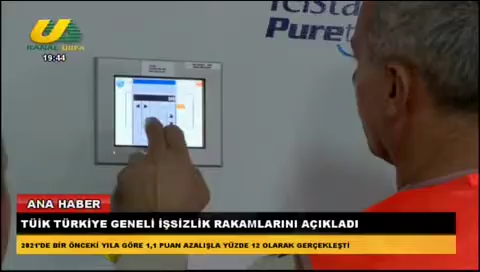 Puret
KANAL URFA
19:44
ANA HABER
TÜİK TÜRKİYE GENELİ İŞSİZLİK RAKAMLARINI AÇIKLADI
2021'DE BİR ÖNCEKİ YILA GÖRE 1,1 PUAN AZALIŞLA YÜZDE 12 OLARAK GERÇEKLEŞTİ